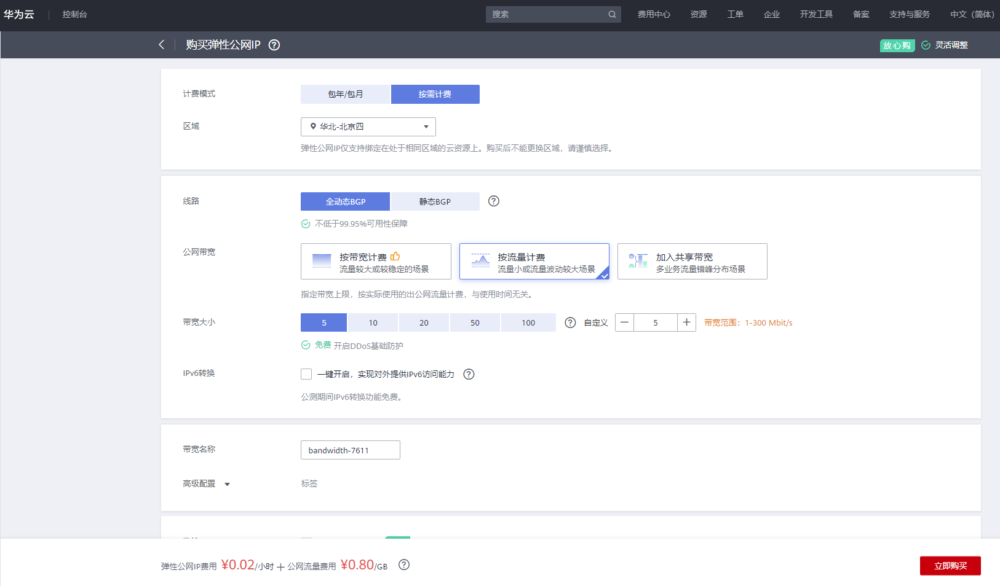 华为云 控制台 搜索 费用中心 资源 工单 企业 开发工具 备案 支持与服务 中文（简体）
购买弹性公网IP ? 放心购 灵活调整
计费模式 包年/包月 按需计费
区域 华北-北京四
弹性公网IP仅支持绑定在处于相同区域的云资源上。购买后不能更换区域，请谨慎选择。
线路 全动态BGP 静态BGP ?
不低于99.95%可用性保障
公网带宽 按带宽计费 按流量计费 加入共享带宽
流量较大或较稳定的场景 流量小或流量波动较大场景 多业务流量错峰分布场景
指定带宽上限，按实际使用的出公网流量计费，与使用时间无关。
带宽大小 5 10 20 50 100 ? 自定义 − 5 + 带宽范围：1-300 Mbit/s
免费 开启DDoS基础防护
IPv6转换 一键开启，实现对外提供IPv6访问能力 ?
公测期间IPv6转换功能免费。
带宽名称 bandwidth-7611
高级配置 标签
弹性公网IP费用 ¥0.02/小时 + 公网流量费用 ¥0.80/GB ? 立即购买